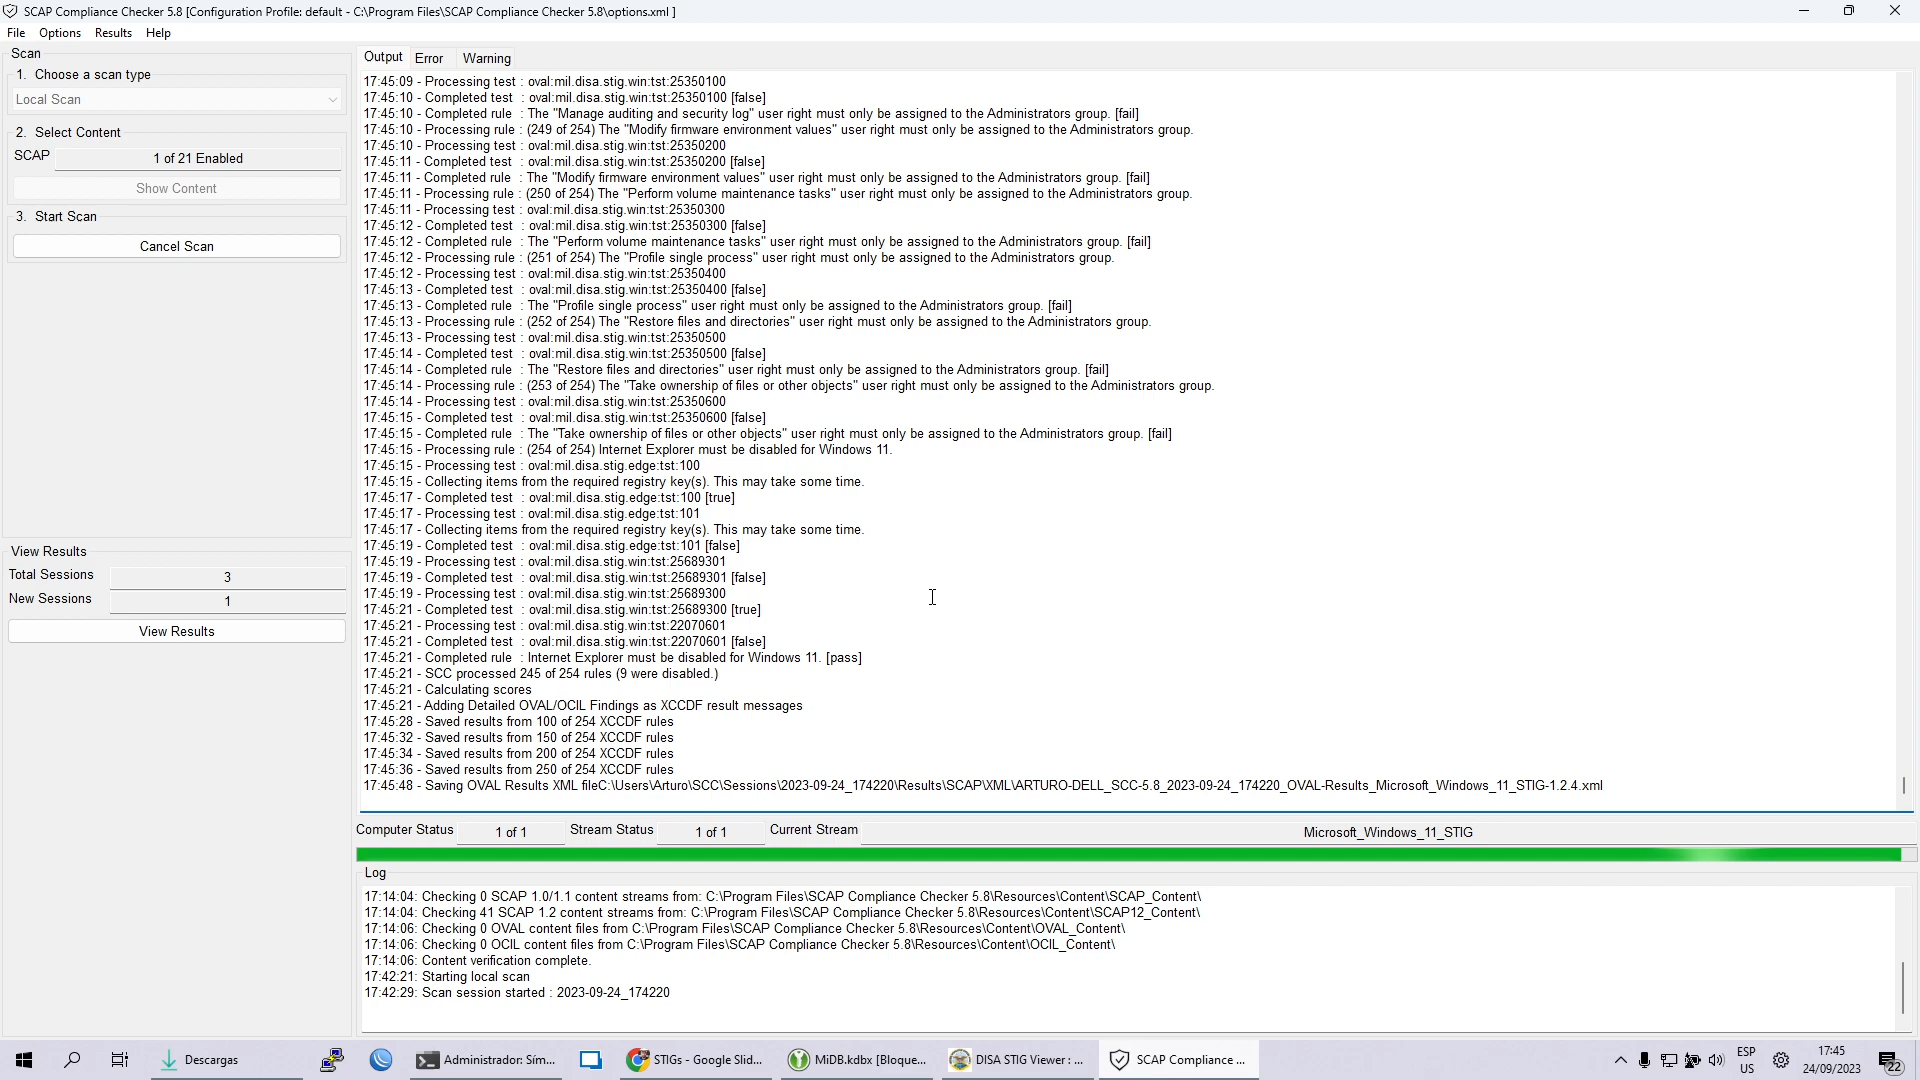 SCAP Compliance Checker 5.8 [Configuration Profile: default - C:\Program Files\SCAP Compliance Checker 5.8\options.xml ]
File Options Results Help
Scan
1. Choose a scan type
Local Scan
2. Select Content
SCAP 1 of 21 Enabled
Show Content
3. Start Scan
Cancel Scan
View Results
Total Sessions 3
New Sessions 1
View Results
Output Error Warning
17:45:09 - Processing test : oval:mil.disa.stig.win:tst:25350100
17:45:10 - Completed test : oval:mil.disa.stig.win:tst:25350100 [false]
17:45:10 - Completed rule : The "Manage auditing and security log" user right must only be assigned to the Administrators group. [fail]
17:45:10 - Processing rule : (249 of 254) The "Modify firmware environment values" user right must only be assigned to the Administrators group.
17:45:10 - Processing test : oval:mil.disa.stig.win:tst:25350200
17:45:11 - Completed test : oval:mil.disa.stig.win:tst:25350200 [false]
17:45:11 - Completed rule : The "Modify firmware environment values" user right must only be assigned to the Administrators group. [fail]
17:45:11 - Processing rule : (250 of 254) The "Perform volume maintenance tasks" user right must only be assigned to the Administrators group.
17:45:11 - Processing test : oval:mil.disa.stig.win:tst:25350300
17:45:12 - Completed test : oval:mil.disa.stig.win:tst:25350300 [false]
17:45:12 - Completed rule : The "Perform volume maintenance tasks" user right must only be assigned to the Administrators group. [fail]
17:45:12 - Processing rule : (251 of 254) The "Profile single process" user right must only be assigned to the Administrators group.
17:45:12 - Processing test : oval:mil.disa.stig.win:tst:25350400
17:45:13 - Completed test : oval:mil.disa.stig.win:tst:25350400 [false]
17:45:13 - Completed rule : The "Profile single process" user right must only be assigned to the Administrators group. [fail]
17:45:13 - Processing rule : (252 of 254) The "Restore files and directories" user right must only be assigned to the Administrators group.
17:45:13 - Processing test : oval:mil.disa.stig.win:tst:25350500
17:45:14 - Completed test : oval:mil.disa.stig.win:tst:25350500 [false]
17:45:14 - Completed rule : The "Restore files and directories" user right must only be assigned to the Administrators group. [fail]
17:45:14 - Processing rule : (253 of 254) The "Take ownership of files or other objects" user right must only be assigned to the Administrators group.
17:45:14 - Processing test : oval:mil.disa.stig.win:tst:25350600
17:45:15 - Completed test : oval:mil.disa.stig.win:tst:25350600 [false]
17:45:15 - Completed rule : The "Take ownership of files or other objects" user right must only be assigned to the Administrators group. [fail]
17:45:15 - Processing rule : (254 of 254) Internet Explorer must be disabled for Windows 11.
17:45:15 - Processing test : oval:mil.disa.stig.edge:tst:100
17:45:15 - Collecting items from the required registry key(s). This may take some time.
17:45:17 - Completed test : oval:mil.disa.stig.edge:tst:100 [true]
17:45:17 - Processing test : oval:mil.disa.stig.edge:tst:101
17:45:17 - Collecting items from the required registry key(s). This may take some time.
17:45:19 - Completed test : oval:mil.disa.stig.edge:tst:101 [false]
17:45:19 - Processing test : oval:mil.disa.stig.win:tst:25689301
17:45:19 - Completed test : oval:mil.disa.stig.win:tst:25689301 [false]
17:45:19 - Processing test : oval:mil.disa.stig.win:tst:25689300
17:45:21 - Completed test : oval:mil.disa.stig.win:tst:25689300 [true]
17:45:21 - Processing test : oval:mil.disa.stig.win:tst:22070601
17:45:21 - Completed test : oval:mil.disa.stig.win:tst:22070601 [false]
17:45:21 - Completed rule : Internet Explorer must be disabled for Windows 11. [pass]
17:45:21 - SCC processed 245 of 254 rules (9 were disabled.)
17:45:21 - Calculating scores
17:45:21 - Adding Detailed OVAL/OCIL Findings as XCCDF result messages
17:45:28 - Saved results from 100 of 254 XCCDF rules
17:45:32 - Saved results from 150 of 254 XCCDF rules
17:45:34 - Saved results from 200 of 254 XCCDF rules
17:45:36 - Saved results from 250 of 254 XCCDF rules
17:45:48 - Saving OVAL Results XML fileC:\Users\Arturo\SCC\Sessions\2023-09-24_174220\Results\SCAP\XML\ARTURO-DELL_SCC-5.8_2023-09-24_174220_OVAL-Results_Microsoft_Windows_11_STIG-1.2.4.xml
Computer Status 1 of 1 Stream Status 1 of 1 Current Stream Microsoft_Windows_11_STIG
Log
17:14:04: Checking 0 SCAP 1.0/1.1 content streams from: C:\Program Files\SCAP Compliance Checker 5.8\Resources\Content\SCAP_Content\
17:14:04: Checking 41 SCAP 1.2 content streams from: C:\Program Files\SCAP Compliance Checker 5.8\Resources\Content\SCAP12_Content\
17:14:06: Checking 0 OVAL content files from C:\Program Files\SCAP Compliance Checker 5.8\Resources\Content\OVAL_Content\
17:14:06: Checking 0 OCIL content files from C:\Program Files\SCAP Compliance Checker 5.8\Resources\Content\OCIL_Content\
17:14:06: Content verification complete.
17:42:21: Starting local scan
17:42:29: Scan session started : 2023-09-24_174220
Descargas Administrador: Sím... STIGs - Google Slid... MiDB.kdbx [Bloque... DISA STIG Viewer : ... SCAP Compliance ... ESP 17:45
US 24/09/2023 22